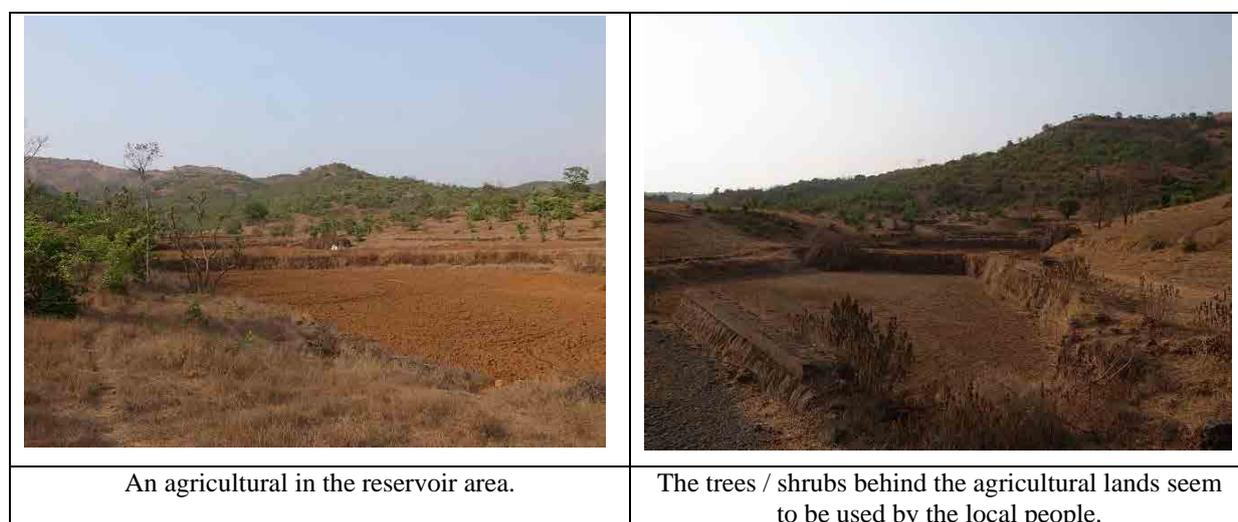 An agricultural in the reservoir area.
The trees / shrubs behind the agricultural lands seem
to be used by the local people.